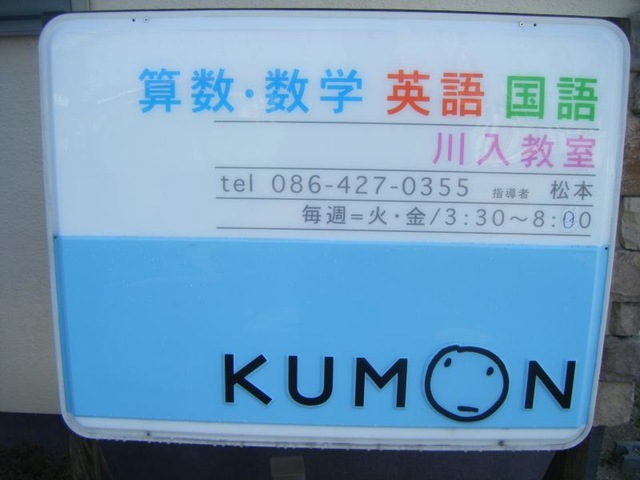 算数・数学 英語 国語
川入教室
tel 086-427-0355 指導者 松本
毎週=火・金/3:30〜8:00
KUMON